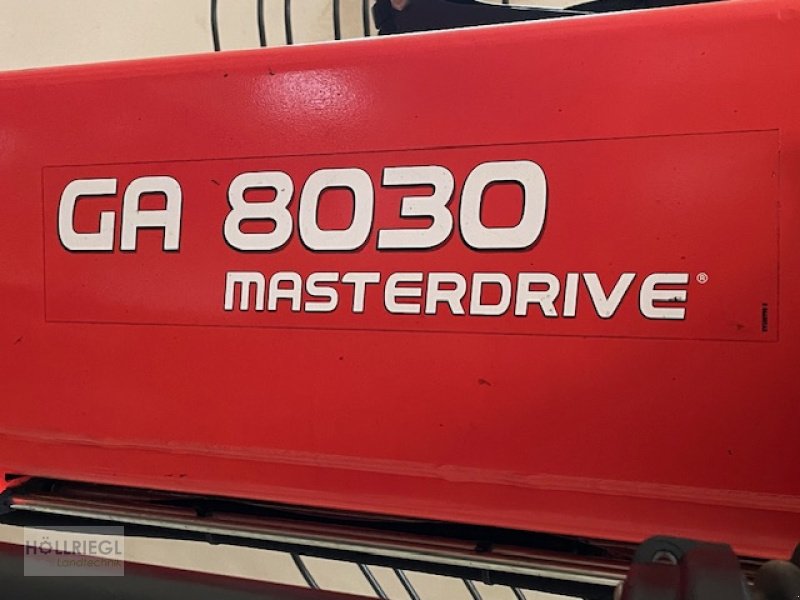 GA 8030
MASTERDRIVE®
HÖLLRIEGL
Landtechnik